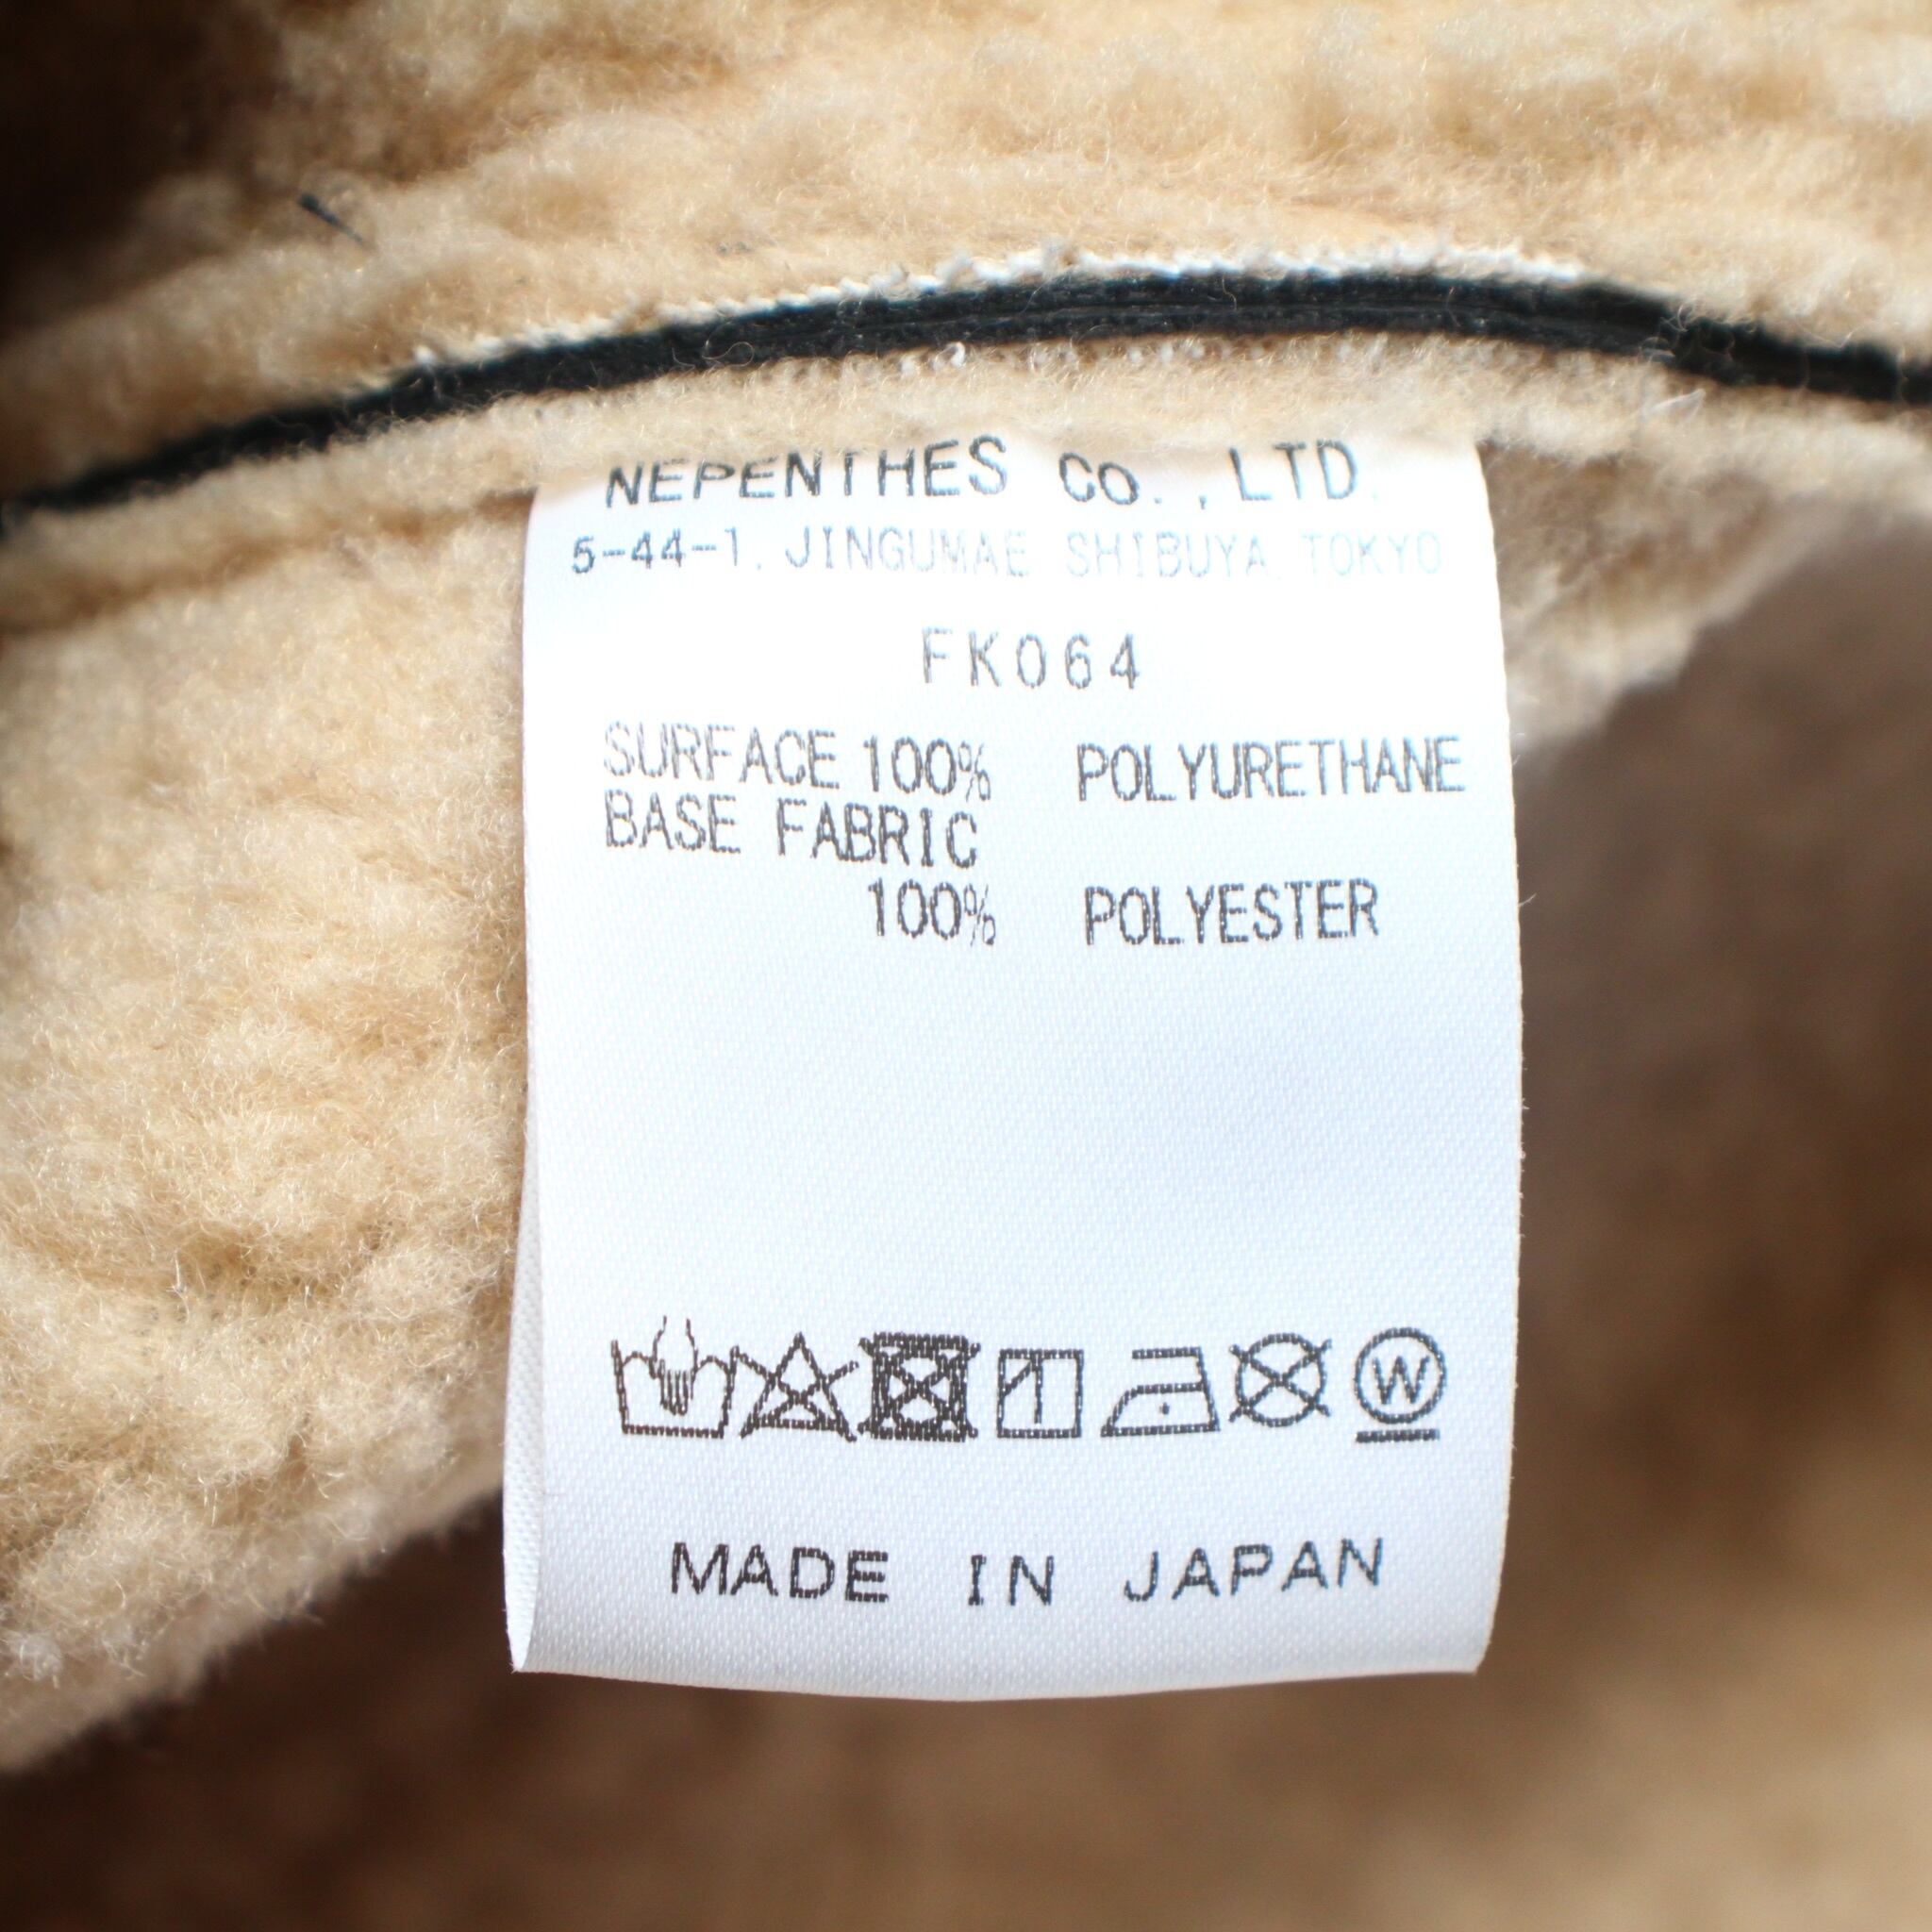 NEPENTHES Co., LTD.
5-44-1, JINGUMAE SHIBUYA, TOKYO
FK064
SURFACE 100% POLYURETHANE
BASE FABRIC
100% POLYESTER
W
MADE IN JAPAN